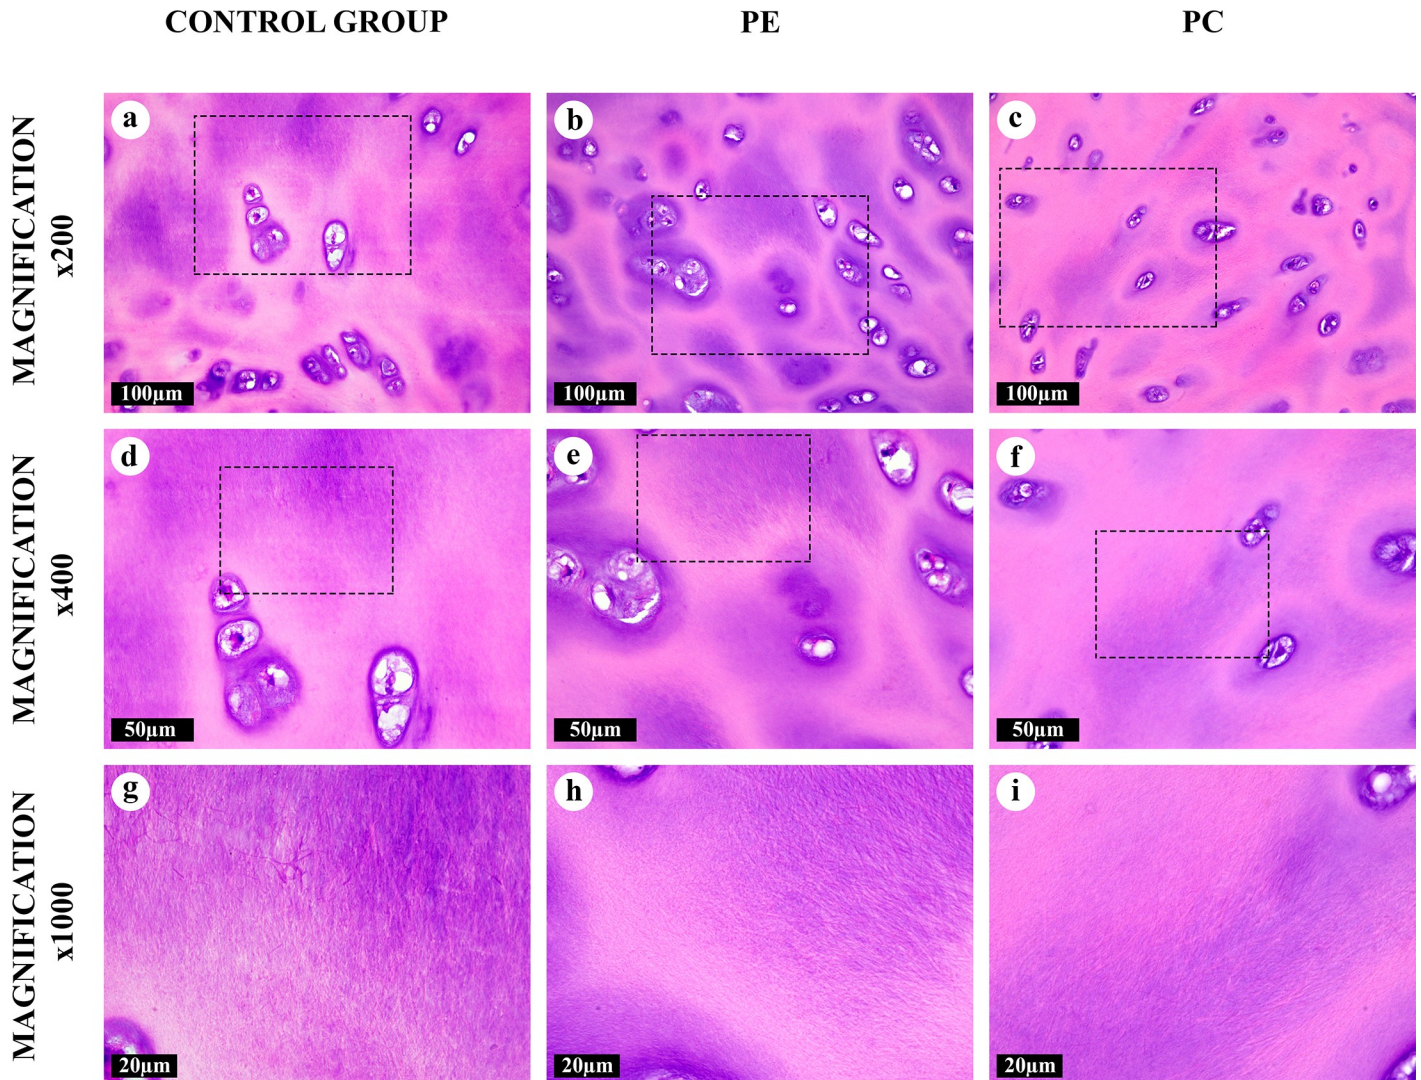 CONTROL GROUP
PE
PC
MAGNIFICATION
x200
a
100µm
b
100µm
c
100µm
MAGNIFICATION
x400
d
50µm
e
50µm
f
50µm
MAGNIFICATION
x1000
g
20µm
h
20µm
i
20µm